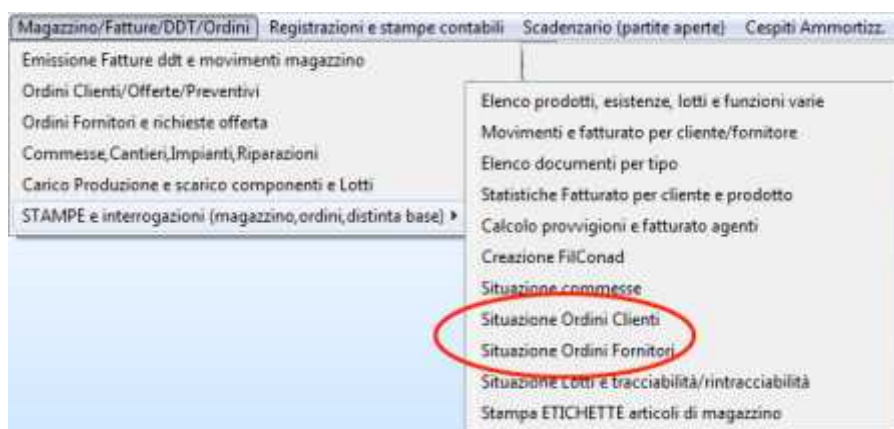 Magazzino/Fatture/DDT/Ordini Registrazioni e stampe contabili Scadenzario (partite aperte) Cespiti Ammortizz.
Emissione Fatture ddt e movimenti magazzino
Ordini Clienti/Offerte/Preventivi
Ordini Fornitori e richieste offerta
Commesse,Cantieri,Impianti,Riparazioni
Carico Produzione e scarico componenti e Lotti
STAMPE e interrogazioni (magazzino,ordini,distinta base)
Elenco prodotti, esistenze, lotti e funzioni varie
Movimenti e fatturato per cliente/fornitore
Elenco documenti per tipo
Statistiche Fatturato per cliente e prodotto
Calcolo provvigioni e fatturato agenti
Creazione FilConad
Situazione commesse
Situazione Ordini Clienti
Situazione Ordini Fornitori
Situazione Lotti e tracciabilità/rintracciabilità
Stampa ETICHETTE articoli di magazzino